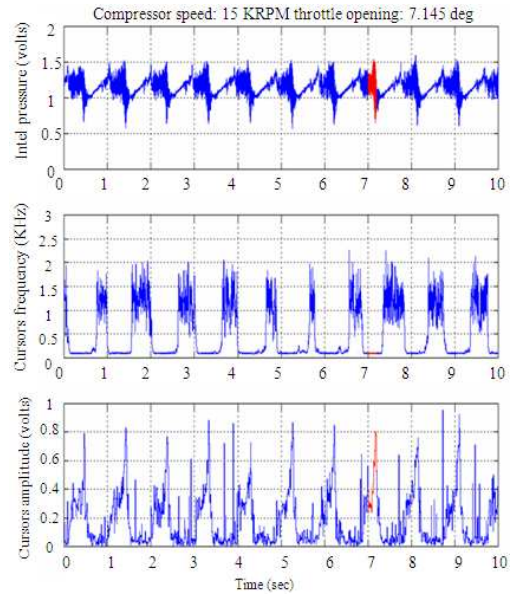 Compressor speed: 15 KRPM throttle opening: 7.145 deg
Intel pressure (volts)
2
1.5
1
0.5
0
0 1 2 3 4 5 6 7 8 9 10
Cursors frequency (KHz)
3
2.5
2
1.5
1
0.5
0
0 1 2 3 4 5 6 7 8 9 10
Cursors amplitude (volts)
1
0.8
0.6
0.4
0.2
0
0 1 2 3 4 5 6 7 8 9 10
Time (sec)